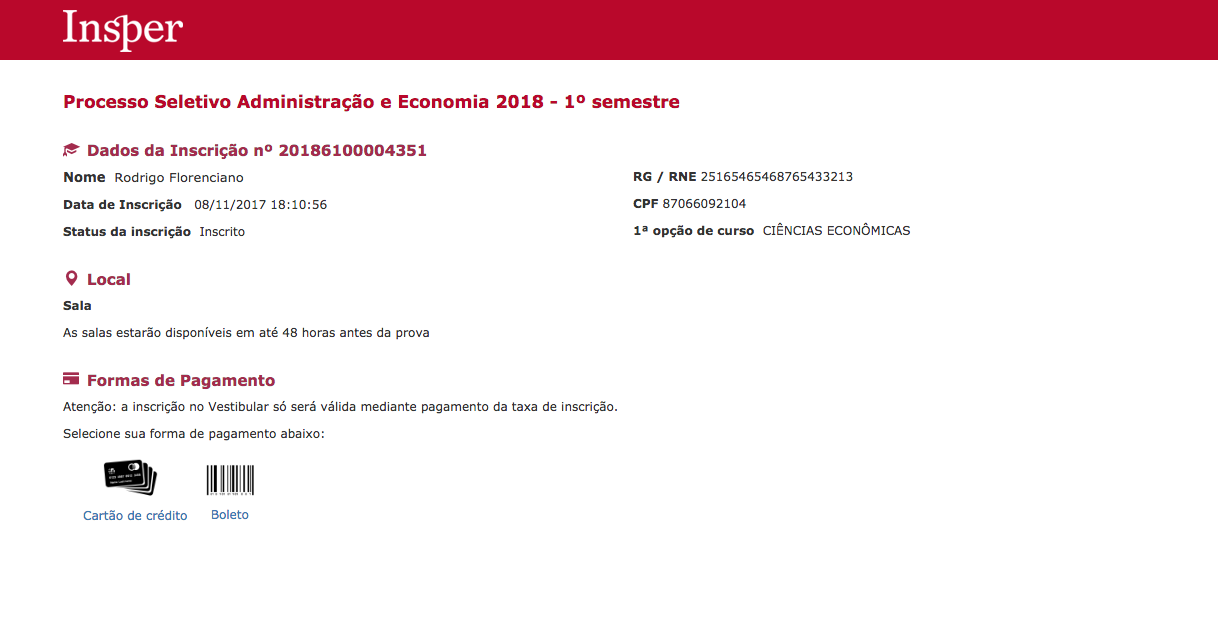 Insper
Processo Seletivo Administração e Economia 2018 - 1º semestre
Dados da Inscrição nº 20186100004351
Nome Rodrigo Florenciano
RG / RNE 25165465468765433213
Data de Inscrição 08/11/2017 18:10:56
CPF 87066092104
Status da inscrição Inscrito
1ª opção de curso CIÊNCIAS ECONÔMICAS
Local
Sala
As salas estarão disponíveis em até 48 horas antes da prova
Formas de Pagamento
Atenção: a inscrição no Vestibular só será válida mediante pagamento da taxa de inscrição.
Selecione sua forma de pagamento abaixo:
Cartão de crédito Boleto